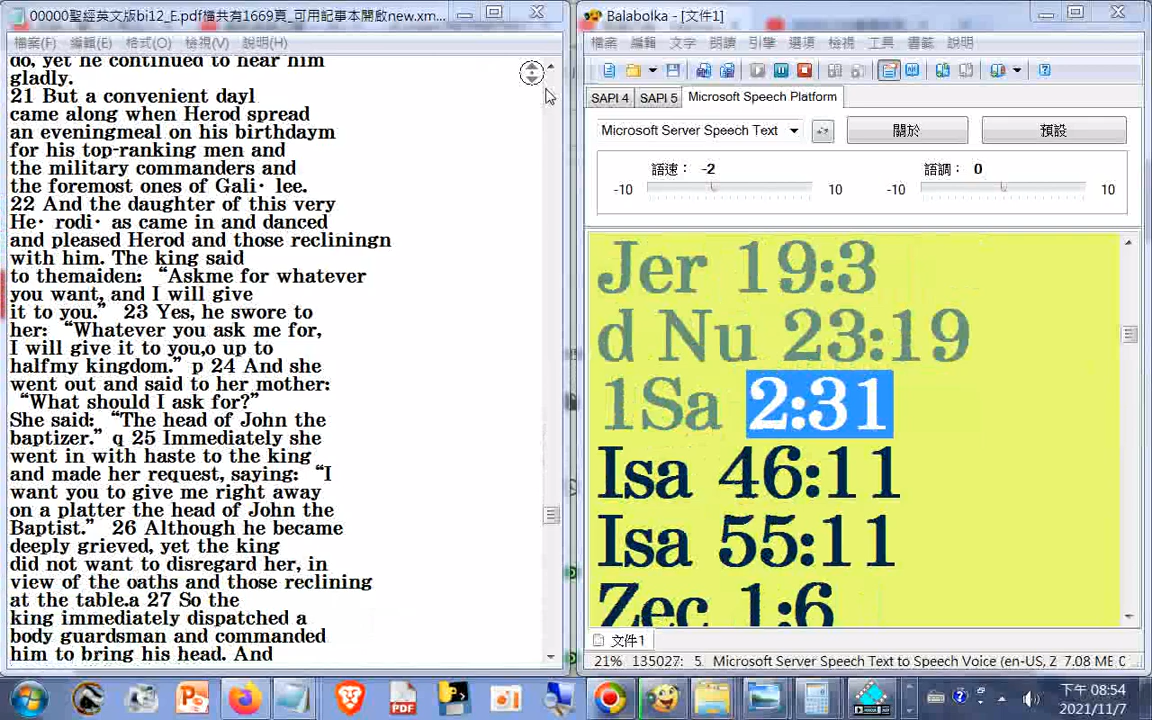 00000聖經英文版bi12_E.pdf檔共有1669頁_可用記事本開啟new.xm...
檔案(F) 編輯(E) 格式(O) 檢視(V) 說明(H)
do, yet he continued to hear him
gladly.
21 But a convenient dayl
came along when Herod spread
an eveningmeal on his birthdaym
for his top-ranking men and
the military commanders and
the foremost ones of Gali· lee.
22 And the daughter of this very
He· rodi· as came in and danced
and pleased Herod and those recliningn
with him. The king said
to themaiden: “Askme for whatever
you want, and I will give
it to you.” 23 Yes, he swore to
her: “Whatever you ask me for,
I will give it to you,o up to
halfmy kingdom.” p 24 And she
went out and said to her mother:
“What should I ask for?”
She said: “The head of John the
baptizer.” q 25 Immediately she
went in with haste to the king
and made her request, saying: “I
want you to give me right away
on a platter the head of John the
Baptist.” 26 Although he became
deeply grieved, yet the king
did not want to disregard her, in
view of the oaths and those reclining
at the table.a 27 So the
king immediately dispatched a
body guardsman and commanded
him to bring his head. And
Balabolka - [文件1]
檔案 編輯 文字 朗讀 引擎 選項 檢視 工具 書籤 說明
SAPI 4 SAPI 5 Microsoft Speech Platform
Microsoft Server Speech Text 關於 預設
語速： -2 語調： 0
-10 10 -10 10
Jer 19:3
d Nu 23:19
1Sa 2:31
Isa 46:11
Isa 55:11
Zec 1:6
文件1
21% 135027: 5 Microsoft Server Speech Text to Speech Voice (en-US, Z 7.08 ME
PDF
下午 08:54
2021/11/7